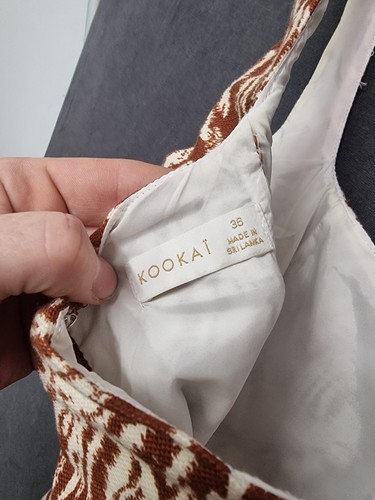 KOOKAÏ
38
MADE IN
SRI LANKA